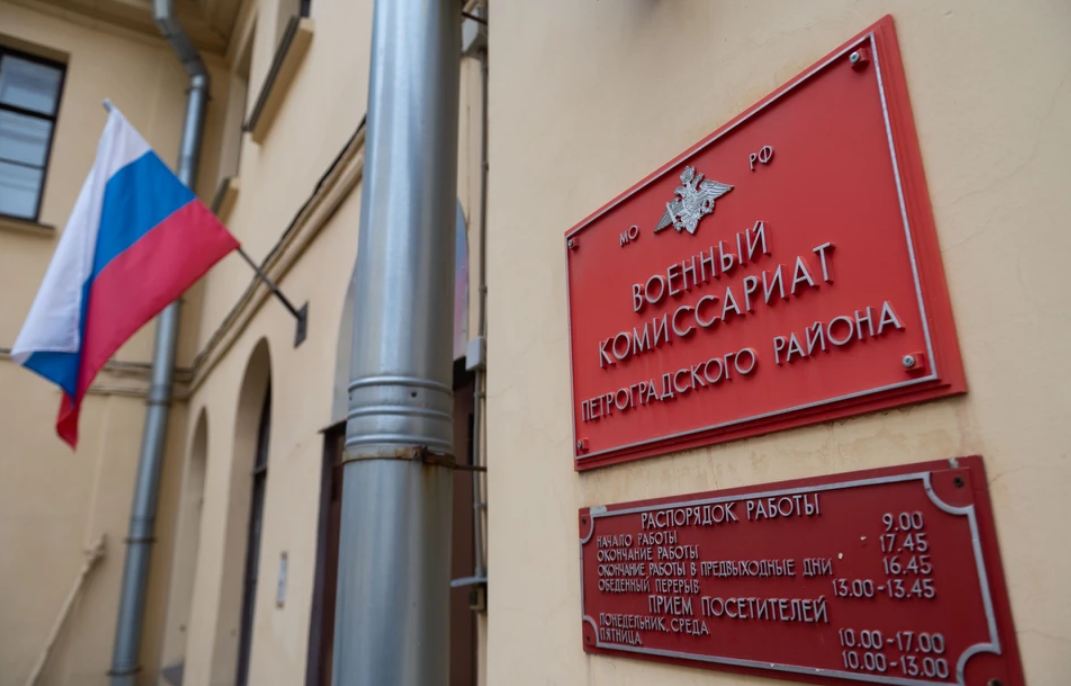 МО РФ
ВОЕННЫЙ
КОМИССАРИАТ
ПЕТРОГРАДСКОГО РАЙОНА
РАСПОРЯДОК РАБОТЫ
НАЧАЛО РАБОТЫ 9.00
ОКОНЧАНИЕ РАБОТЫ 17.45
ОКОНЧАНИЕ РАБОТЫ В ПРЕДВЫХОДНЫЕ ДНИ 16.45
ОБЕДЕННЫЙ ПЕРЕРЫВ 13.00-13.45
ПРИЕМ ПОСЕТИТЕЛЕЙ
ПОНЕДЕЛЬНИК, СРЕДА 10.00-17.00
ПЯТНИЦА 10.00-13.00